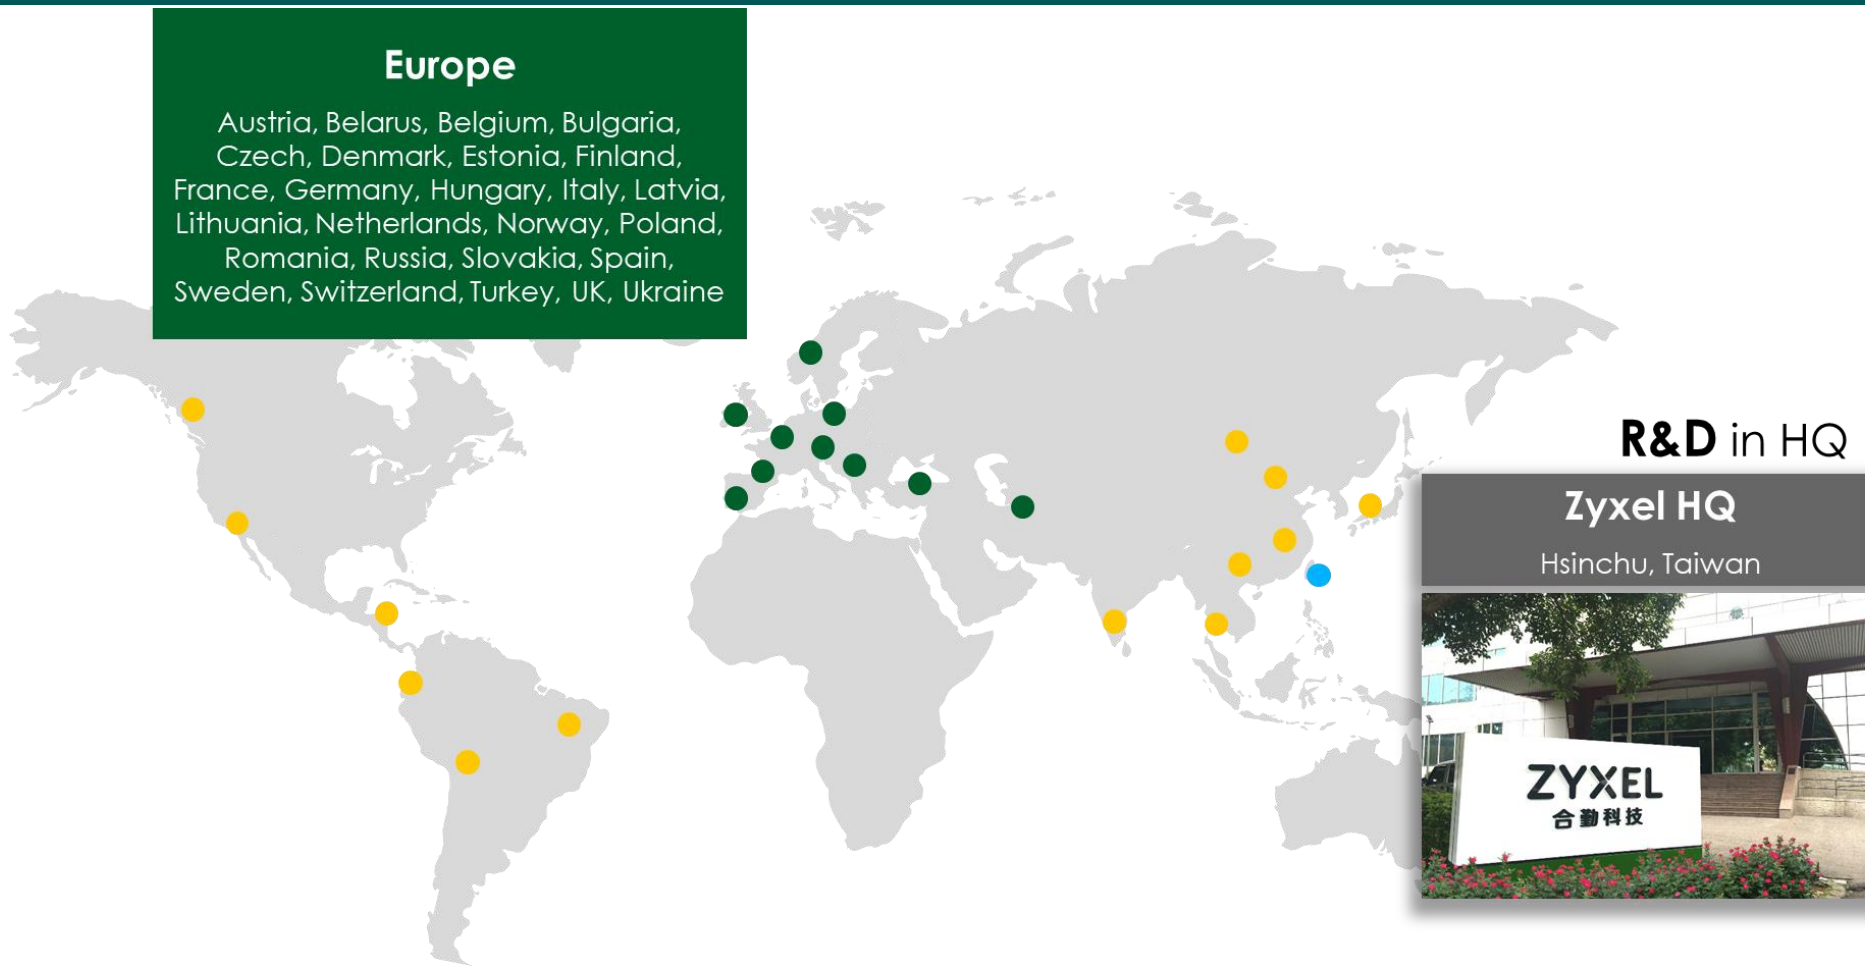 Europe
Austria, Belarus, Belgium, Bulgaria,
Czech, Denmark, Estonia, Finland,
France, Germany, Hungary, Italy, Latvia,
Lithuania, Netherlands, Norway, Poland,
Romania, Russia, Slovakia, Spain,
Sweden, Switzerland, Turkey, UK, Ukraine
R&D in HQ
Zyxel HQ
Hsinchu, Taiwan
ZYXEL
合勤科技